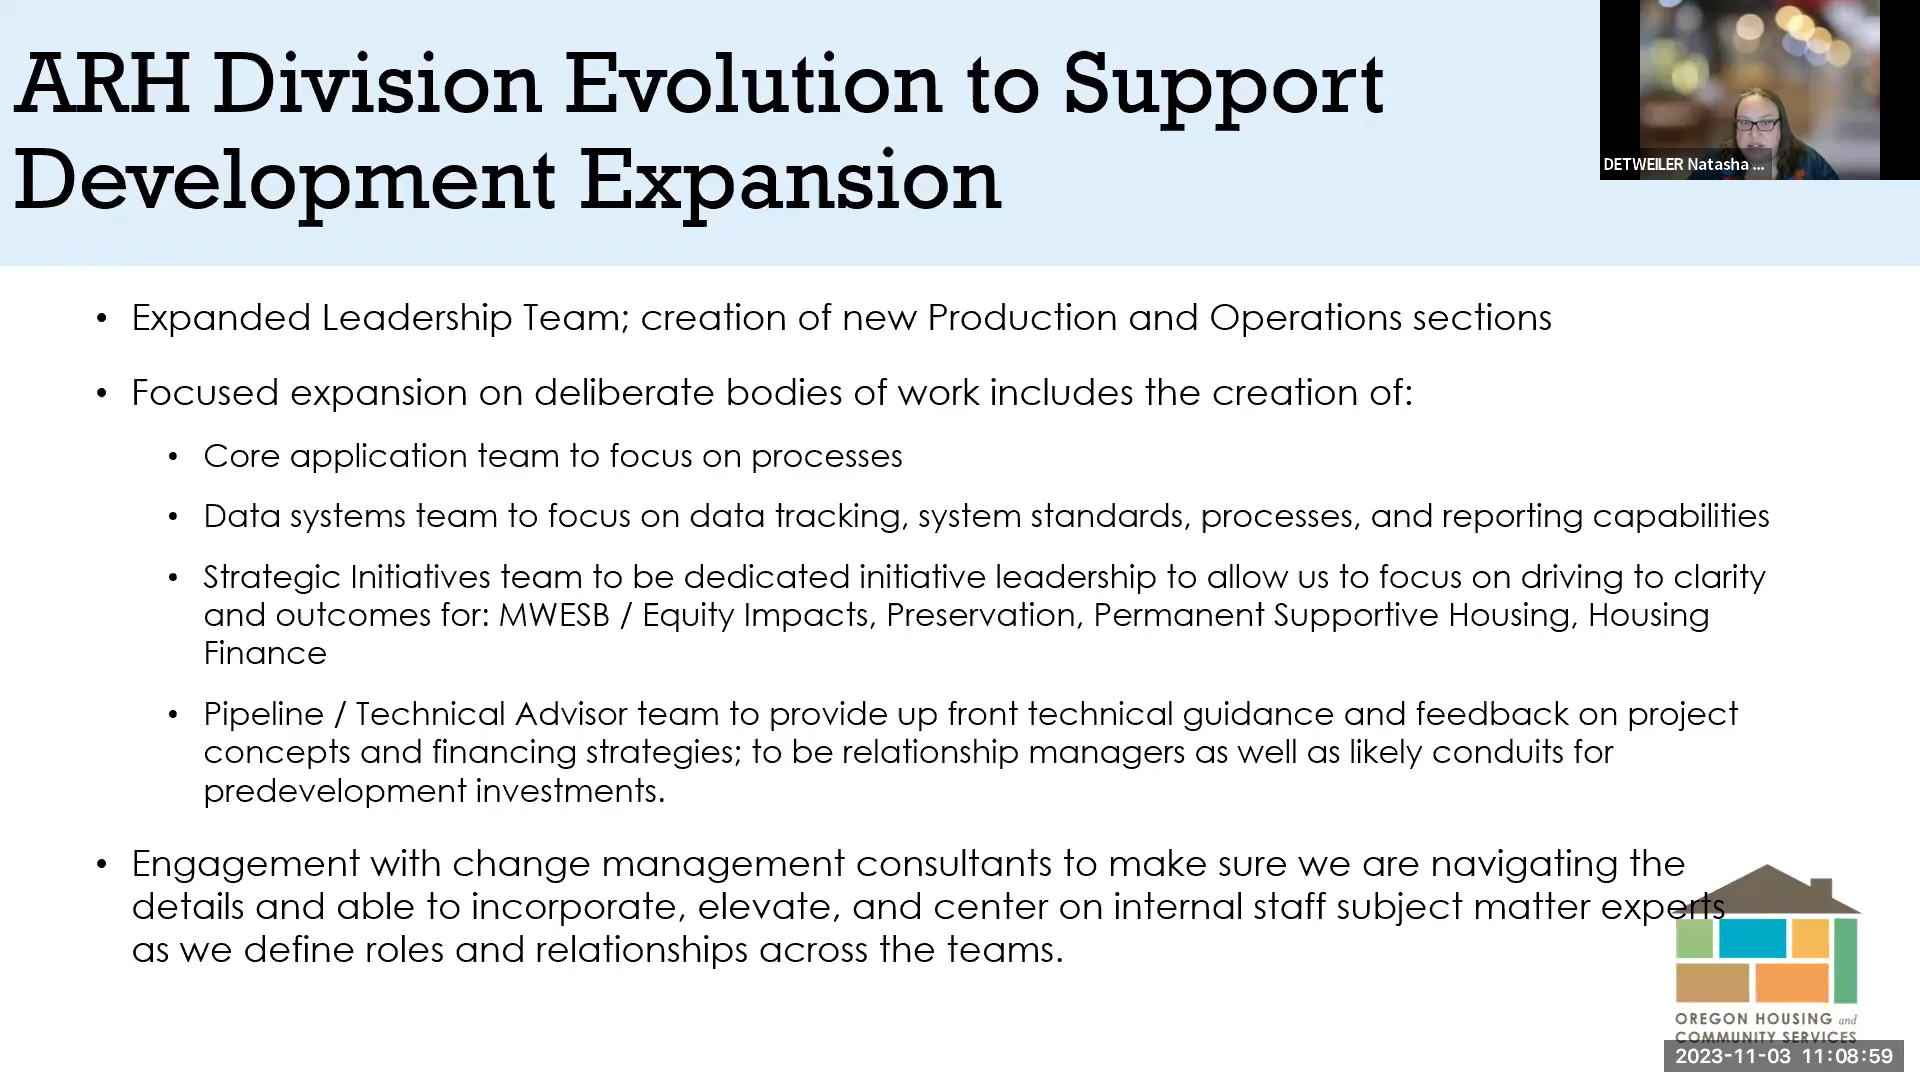 ARH Division Evolution to Support
Development Expansion
DETWEILER Natasha ...
• Expanded Leadership Team; creation of new Production and Operations sections
• Focused expansion on deliberate bodies of work includes the creation of:
• Core application team to focus on processes
• Data systems team to focus on data tracking, system standards, processes, and reporting capabilities
• Strategic Initiatives team to be dedicated initiative leadership to allow us to focus on driving to clarity
and outcomes for: MWESB / Equity Impacts, Preservation, Permanent Supportive Housing, Housing
Finance
• Pipeline / Technical Advisor team to provide up front technical guidance and feedback on project
concepts and financing strategies; to be relationship managers as well as likely conduits for
predevelopment investments.
• Engagement with change management consultants to make sure we are navigating the
details and able to incorporate, elevate, and center on internal staff subject matter experts
as we define roles and relationships across the teams.
OREGON HOUSING and
COMMUNITY SERVICES
2023-11-03 11:08:59